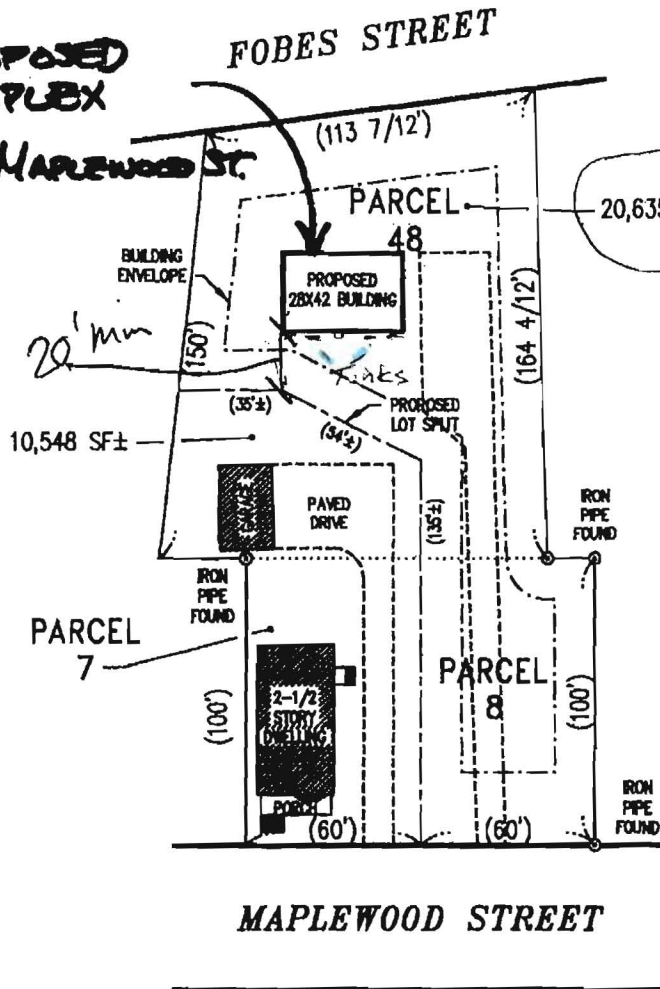 FOBES STREET
POSED
PLEX
MAPLEWOOD ST.
(113 7/12')
PARCEL
48
20,635
BUILDING
ENVELOPE
PROPOSED
28X42 BUILDING
20' min
(150')
(164 4/12')
(35'±)
PROPOSED
LOT SPLIT
(54'±)
10,548 SF±
GARAGE
PAVED
DRIVE
(135'±)
IRON
PIPE
FOUND
IRON
PIPE
FOUND
PARCEL
7
PARCEL
8
2-1/2
STORY
DWELLING
(100')
(100')
PORCH
(60')
(60')
IRON
PIPE
FOUND
MAPLEWOOD STREET